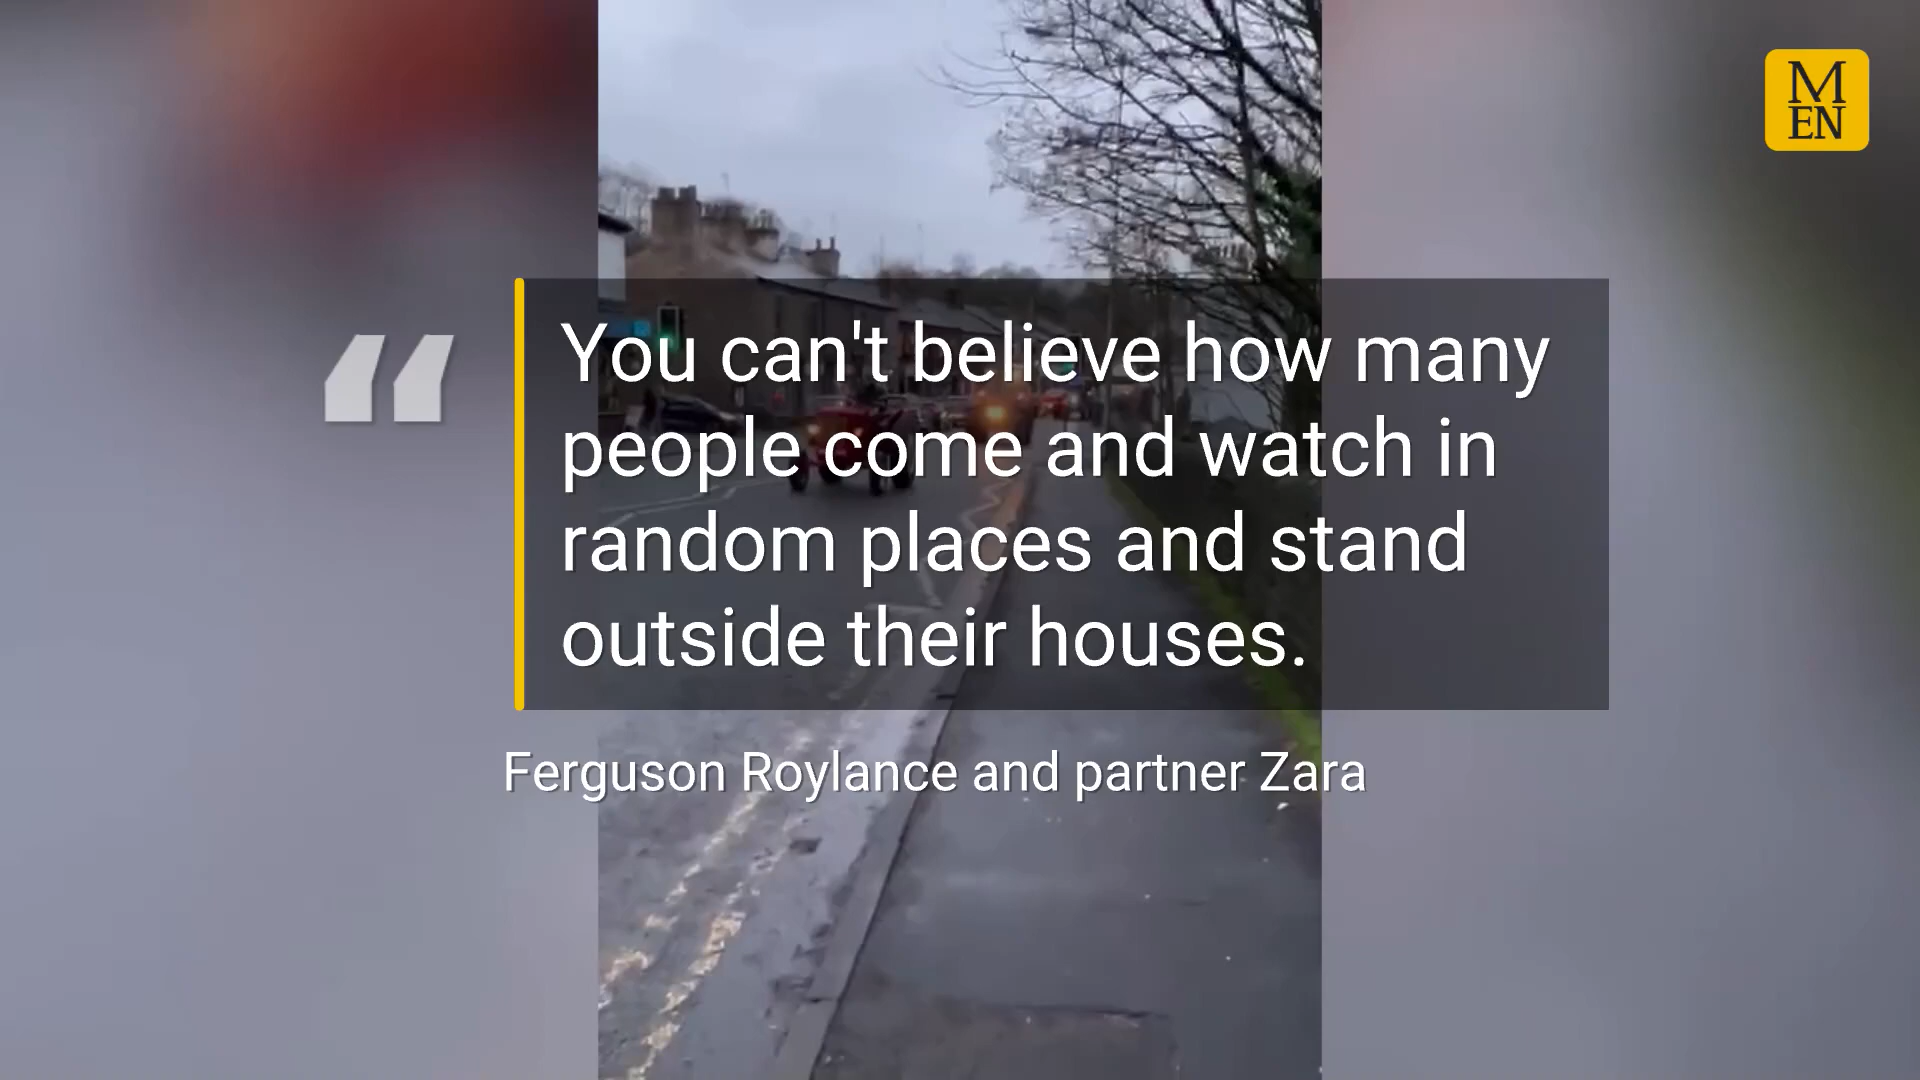 M
EN
“
You can't believe how many
people come and watch in
random places and stand
outside their houses.
Ferguson Roylance and partner Zara